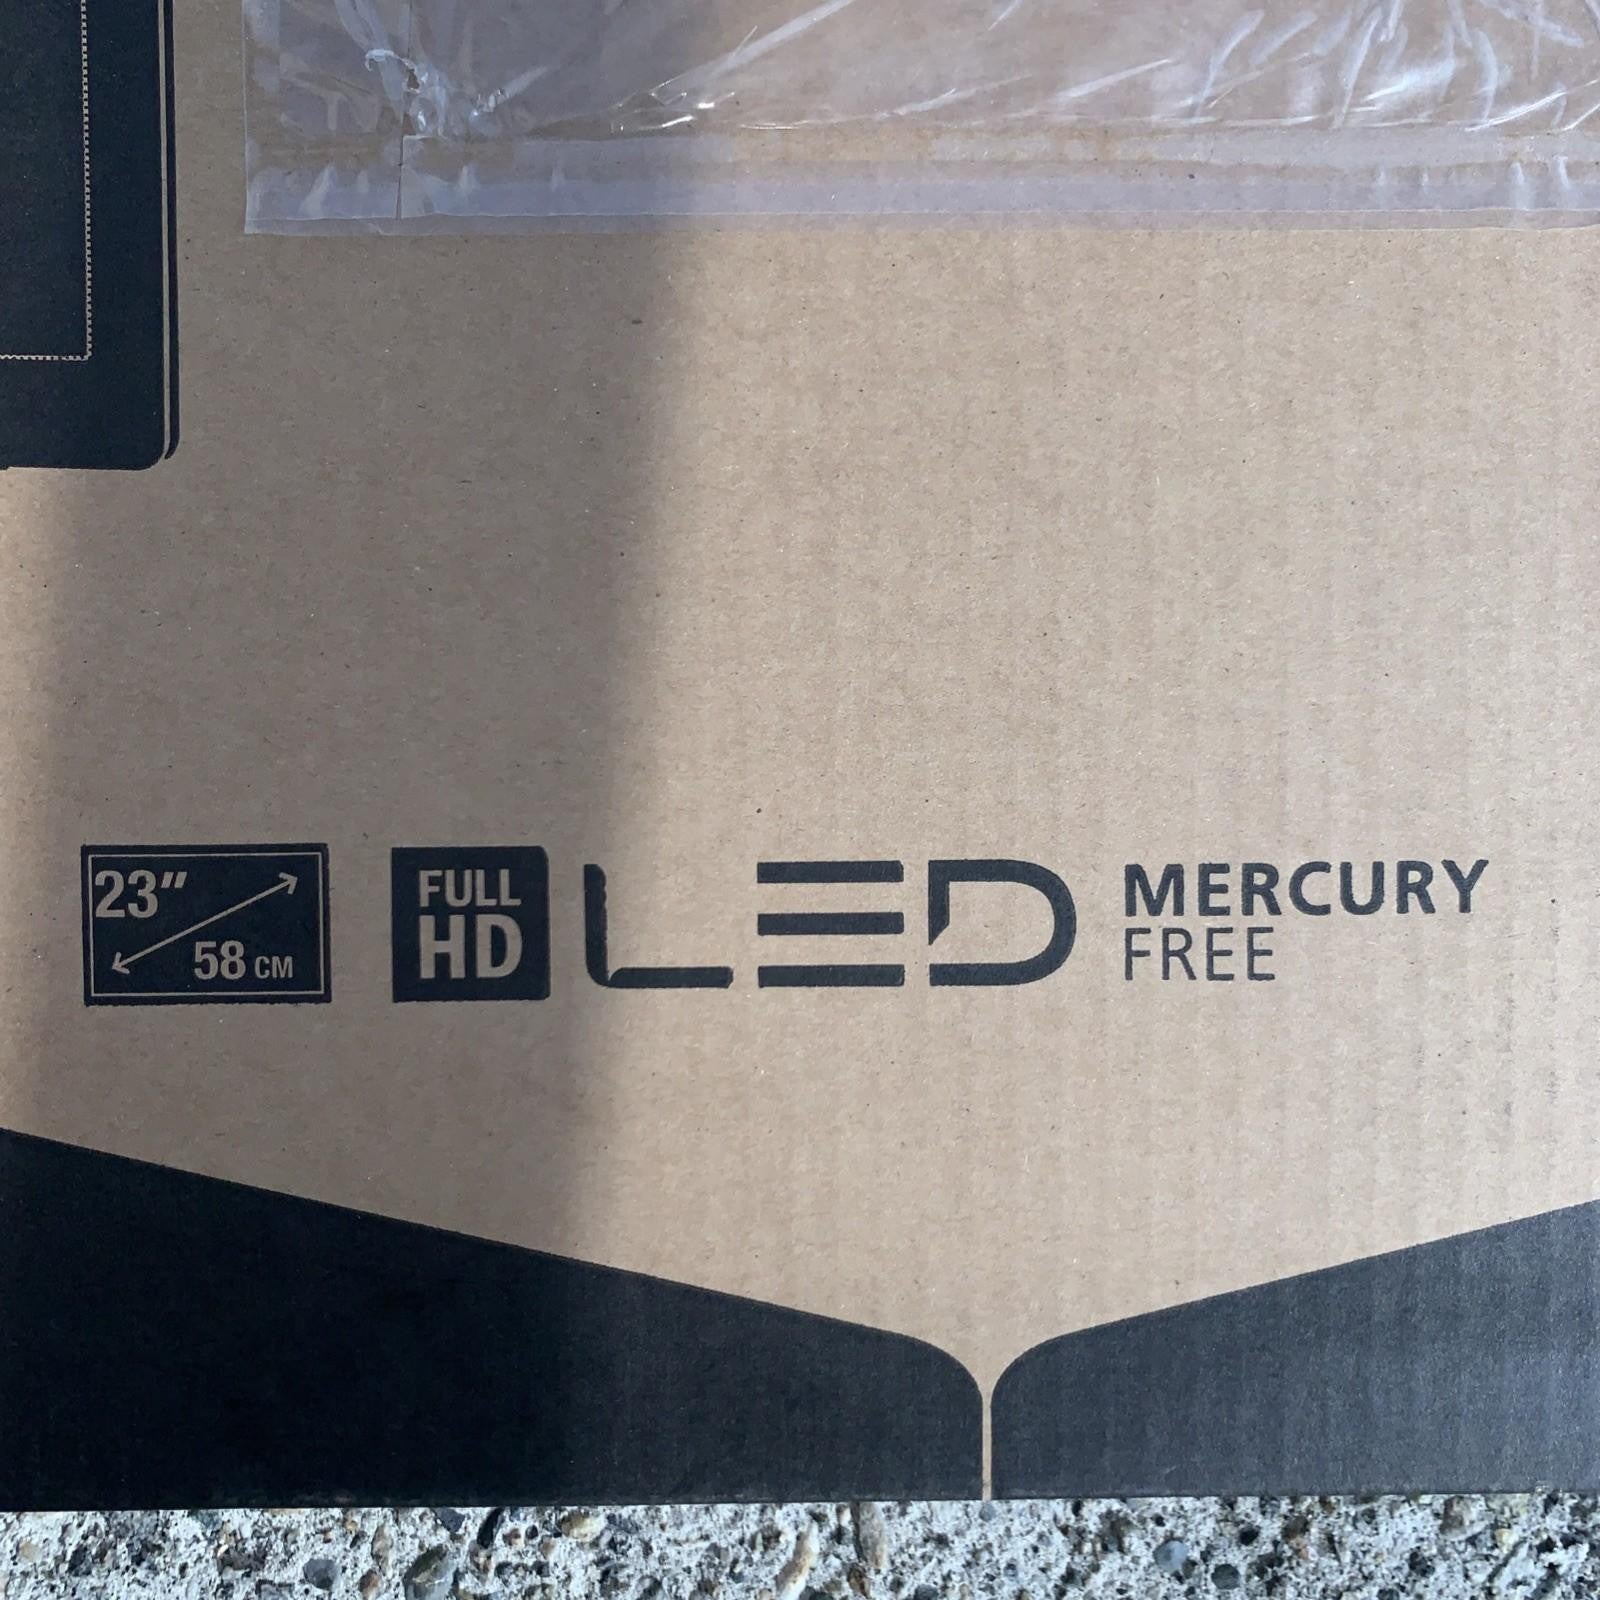 23″
58 CM
FULL
HD
LED
MERCURY
FREE